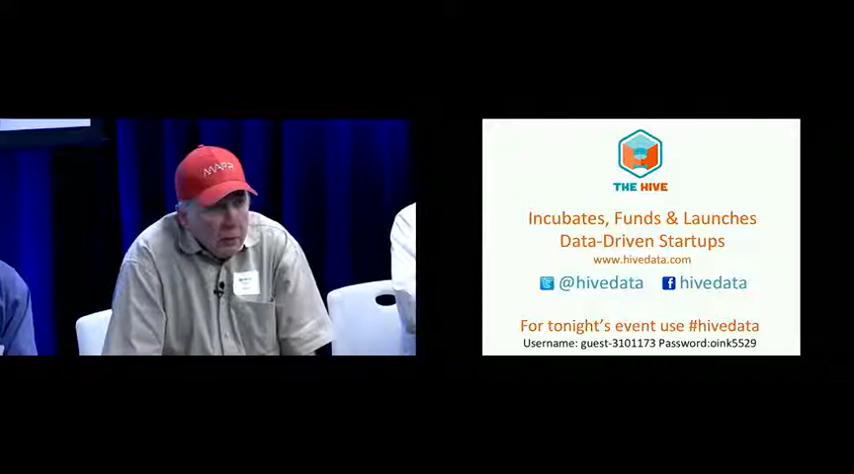 MAPR
THE HIVE
Incubates, Funds & Launches
Data-Driven Startups
www.hivedata.com
@hivedata hivedata
For tonight's event use #hivedata
Username: guest-3101173 Password:oink5529